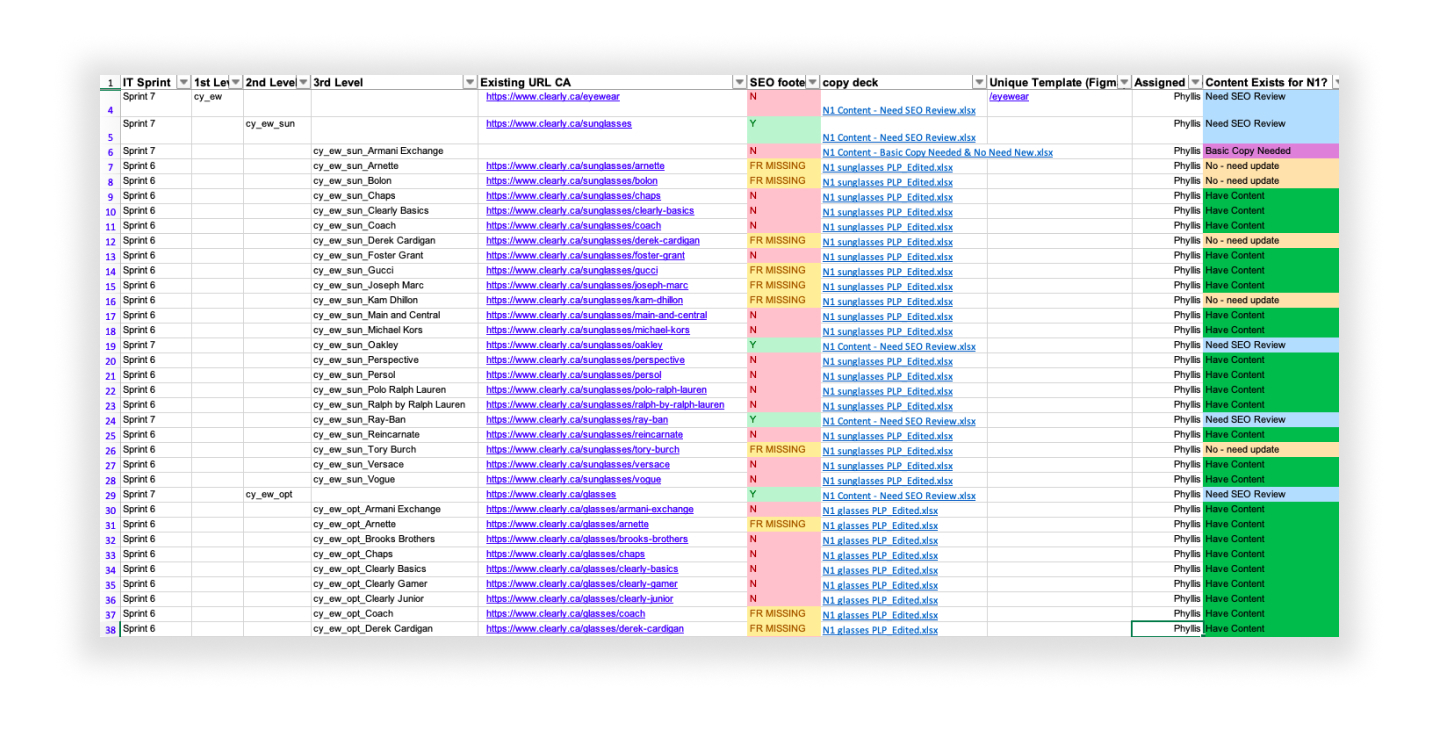 1 IT Sprint 1st Lev 2nd Level 3rd Level Existing URL CA SEO foote copy deck Unique Template (Figm Assigned Content Exists for N1?
4 Sprint 7 cy_ew https://www.clearly.ca/eyewear N N1 Content - Need SEO Review.xlsx /eyewear Phyllis Need SEO Review
5 Sprint 7 cy_ew_sun https://www.clearly.ca/sunglasses Y N1 Content - Need SEO Review.xlsx Phyllis Need SEO Review
6 Sprint 7 cy_ew_sun_Armani Exchange N N1 Content - Basic Copy Needed & No Need New.xlsx Phyllis Basic Copy Needed
7 Sprint 6 cy_ew_sun_Arnette https://www.clearly.ca/sunglasses/arnette FR MISSING N1 sunglasses PLP_Edited.xlsx Phyllis No - need update
8 Sprint 6 cy_ew_sun_Bolon https://www.clearly.ca/sunglasses/bolon FR MISSING N1 sunglasses PLP_Edited.xlsx Phyllis No - need update
9 Sprint 6 cy_ew_sun_Chaps https://www.clearly.ca/sunglasses/chaps N N1 sunglasses PLP_Edited.xlsx Phyllis Have Content
10 Sprint 6 cy_ew_sun_Clearly Basics https://www.clearly.ca/sunglasses/clearly-basics N N1 sunglasses PLP_Edited.xlsx Phyllis Have Content
11 Sprint 6 cy_ew_sun_Coach https://www.clearly.ca/sunglasses/coach N N1 sunglasses PLP_Edited.xlsx Phyllis Have Content
12 Sprint 6 cy_ew_sun_Derek Cardigan https://www.clearly.ca/sunglasses/derek-cardigan FR MISSING N1 sunglasses PLP_Edited.xlsx Phyllis No - need update
13 Sprint 6 cy_ew_sun_Foster Grant https://www.clearly.ca/sunglasses/foster-grant N N1 sunglasses PLP_Edited.xlsx Phyllis Have Content
14 Sprint 6 cy_ew_sun_Gucci https://www.clearly.ca/sunglasses/gucci FR MISSING N1 sunglasses PLP_Edited.xlsx Phyllis Have Content
15 Sprint 6 cy_ew_sun_Joseph Marc https://www.clearly.ca/sunglasses/joseph-marc FR MISSING N1 sunglasses PLP_Edited.xlsx Phyllis Have Content
16 Sprint 6 cy_ew_sun_Kam Dhillon https://www.clearly.ca/sunglasses/kam-dhillon FR MISSING N1 sunglasses PLP_Edited.xlsx Phyllis No - need update
17 Sprint 6 cy_ew_sun_Main and Central https://www.clearly.ca/sunglasses/main-and-central N N1 sunglasses PLP_Edited.xlsx Phyllis Have Content
18 Sprint 6 cy_ew_sun_Michael Kors https://www.clearly.ca/sunglasses/michael-kors N N1 sunglasses PLP_Edited.xlsx Phyllis Have Content
19 Sprint 7 cy_ew_sun_Oakley https://www.clearly.ca/sunglasses/oakley Y N1 Content - Need SEO Review.xlsx Phyllis Need SEO Review
20 Sprint 6 cy_ew_sun_Perspective https://www.clearly.ca/sunglasses/perspective N N1 sunglasses PLP_Edited.xlsx Phyllis Have Content
21 Sprint 6 cy_ew_sun_Persol https://www.clearly.ca/sunglasses/persol N N1 sunglasses PLP_Edited.xlsx Phyllis Have Content
22 Sprint 6 cy_ew_sun_Polo Ralph Lauren https://www.clearly.ca/sunglasses/polo-ralph-lauren N N1 sunglasses PLP_Edited.xlsx Phyllis Have Content
23 Sprint 6 cy_ew_sun_Ralph by Ralph Lauren https://www.clearly.ca/sunglasses/ralph-by-ralph-lauren N N1 sunglasses PLP_Edited.xlsx Phyllis Have Content
24 Sprint 7 cy_ew_sun_Ray-Ban https://www.clearly.ca/sunglasses/ray-ban Y N1 Content - Need SEO Review.xlsx Phyllis Need SEO Review
25 Sprint 6 cy_ew_sun_Reincarnate https://www.clearly.ca/sunglasses/reincarnate N N1 sunglasses PLP_Edited.xlsx Phyllis Have Content
26 Sprint 6 cy_ew_sun_Tory Burch https://www.clearly.ca/sunglasses/tory-burch FR MISSING N1 sunglasses PLP_Edited.xlsx Phyllis No - need update
27 Sprint 6 cy_ew_sun_Versace https://www.clearly.ca/sunglasses/versace N N1 sunglasses PLP_Edited.xlsx Phyllis Have Content
28 Sprint 6 cy_ew_sun_Vogue https://www.clearly.ca/sunglasses/vogue N N1 sunglasses PLP_Edited.xlsx Phyllis Have Content
29 Sprint 7 cy_ew_opt https://www.clearly.ca/glasses Y N1 Content - Need SEO Review.xlsx Phyllis Need SEO Review
30 Sprint 6 cy_ew_opt_Armani Exchange https://www.clearly.ca/glasses/armani-exchange N N1 glasses PLP_Edited.xlsx Phyllis Have Content
31 Sprint 6 cy_ew_opt_Arnette https://www.clearly.ca/glasses/arnette FR MISSING N1 glasses PLP_Edited.xlsx Phyllis Have Content
32 Sprint 6 cy_ew_opt_Brooks Brothers https://www.clearly.ca/glasses/brooks-brothers N N1 glasses PLP_Edited.xlsx Phyllis Have Content
33 Sprint 6 cy_ew_opt_Chaps https://www.clearly.ca/glasses/chaps N N1 glasses PLP_Edited.xlsx Phyllis Have Content
34 Sprint 6 cy_ew_opt_Clearly Basics https://www.clearly.ca/glasses/clearly-basics N N1 glasses PLP_Edited.xlsx Phyllis Have Content
35 Sprint 6 cy_ew_opt_Clearly Gamer https://www.clearly.ca/glasses/clearly-gamer N N1 glasses PLP_Edited.xlsx Phyllis Have Content
36 Sprint 6 cy_ew_opt_Clearly Junior https://www.clearly.ca/glasses/clearly-junior N N1 glasses PLP_Edited.xlsx Phyllis Have Content
37 Sprint 6 cy_ew_opt_Coach https://www.clearly.ca/glasses/coach FR MISSING N1 glasses PLP_Edited.xlsx Phyllis Have Content
38 Sprint 6 cy_ew_opt_Derek Cardigan https://www.clearly.ca/glasses/derek-cardigan FR MISSING N1 glasses PLP_Edited.xlsx Phyllis Have Content